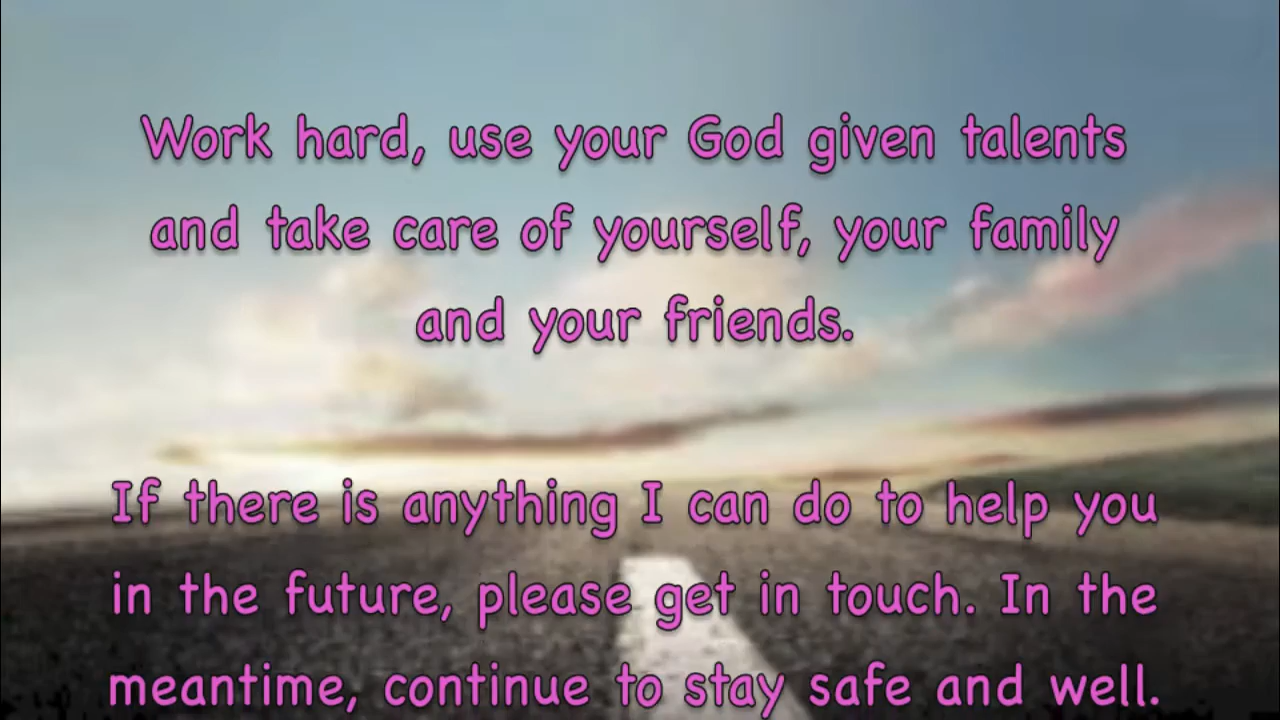 Work hard, use your God given talents
and take care of yourself, your family
and your friends.
If there is anything I can do to help you
in the future, please get in touch. In the
meantime, continue to stay safe and well.